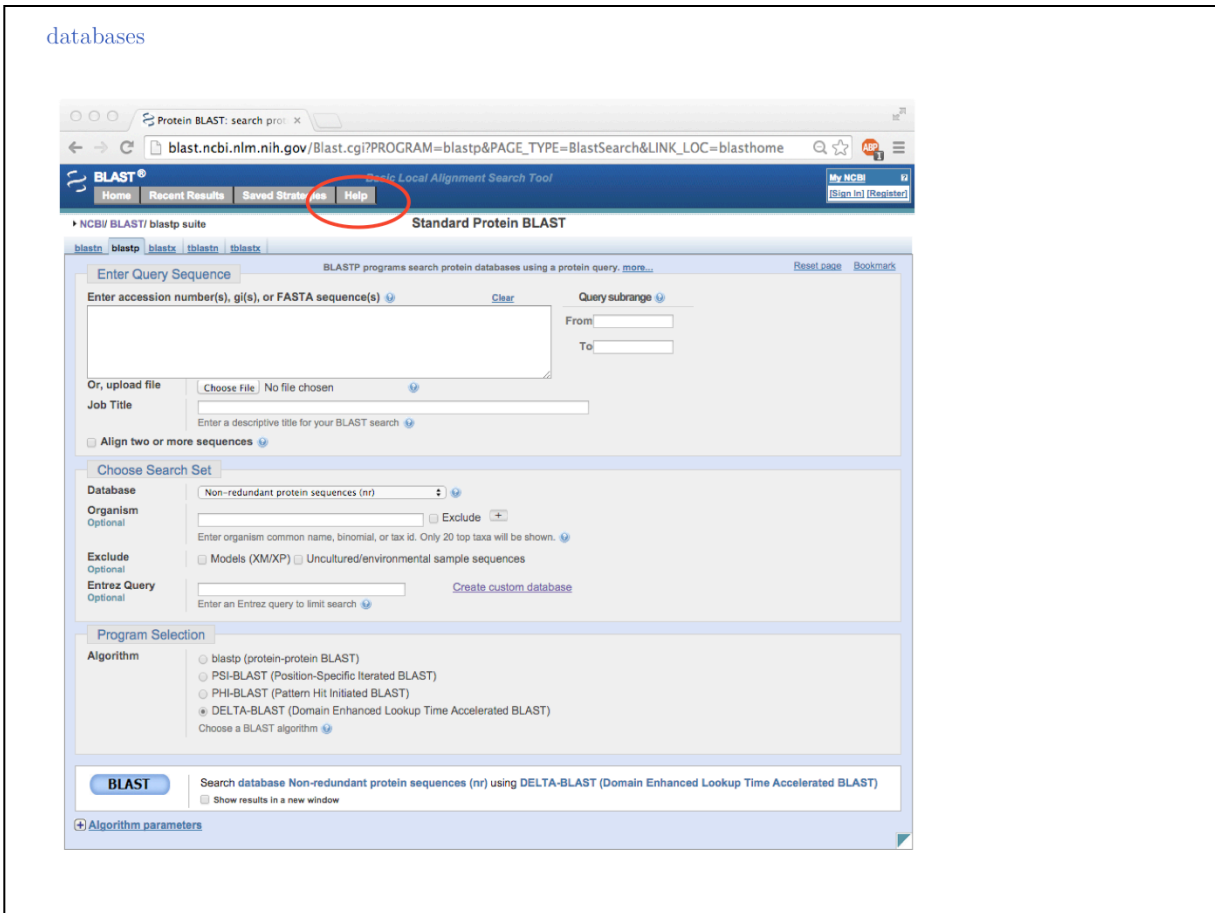 databases
Protein BLAST: search prot ×
blast.ncbi.nlm.nih.gov/Blast.cgi?PROGRAM=blastp&PAGE_TYPE=BlastSearch&LINK_LOC=blasthome
ABP 1
BLAST® Basic Local Alignment Search Tool My NCBI ?
Home Recent Results Saved Strategies Help [Sign In] [Register]
NCBI/ BLAST/ blastp suite Standard Protein BLAST
blastn blastp blastx tblastn tblastx
Enter Query Sequence BLASTP programs search protein databases using a protein query. more... Reset page Bookmark
Enter accession number(s), gi(s), or FASTA sequence(s) Clear Query subrange
From
To
Or, upload file Choose File No file chosen
Job Title
Enter a descriptive title for your BLAST search
Align two or more sequences
Choose Search Set
Database Non-redundant protein sequences (nr)
Organism
Optional Exclude +
Enter organism common name, binomial, or tax id. Only 20 top taxa will be shown.
Exclude Models (XM/XP) Uncultured/environmental sample sequences
Optional
Entrez Query Create custom database
Optional
Enter an Entrez query to limit search
Program Selection
Algorithm blastp (protein-protein BLAST)
PSI-BLAST (Position-Specific Iterated BLAST)
PHI-BLAST (Pattern Hit Initiated BLAST)
DELTA-BLAST (Domain Enhanced Lookup Time Accelerated BLAST)
Choose a BLAST algorithm
BLAST Search database Non-redundant protein sequences (nr) using DELTA-BLAST (Domain Enhanced Lookup Time Accelerated BLAST)
Show results in a new window
+ Algorithm parameters